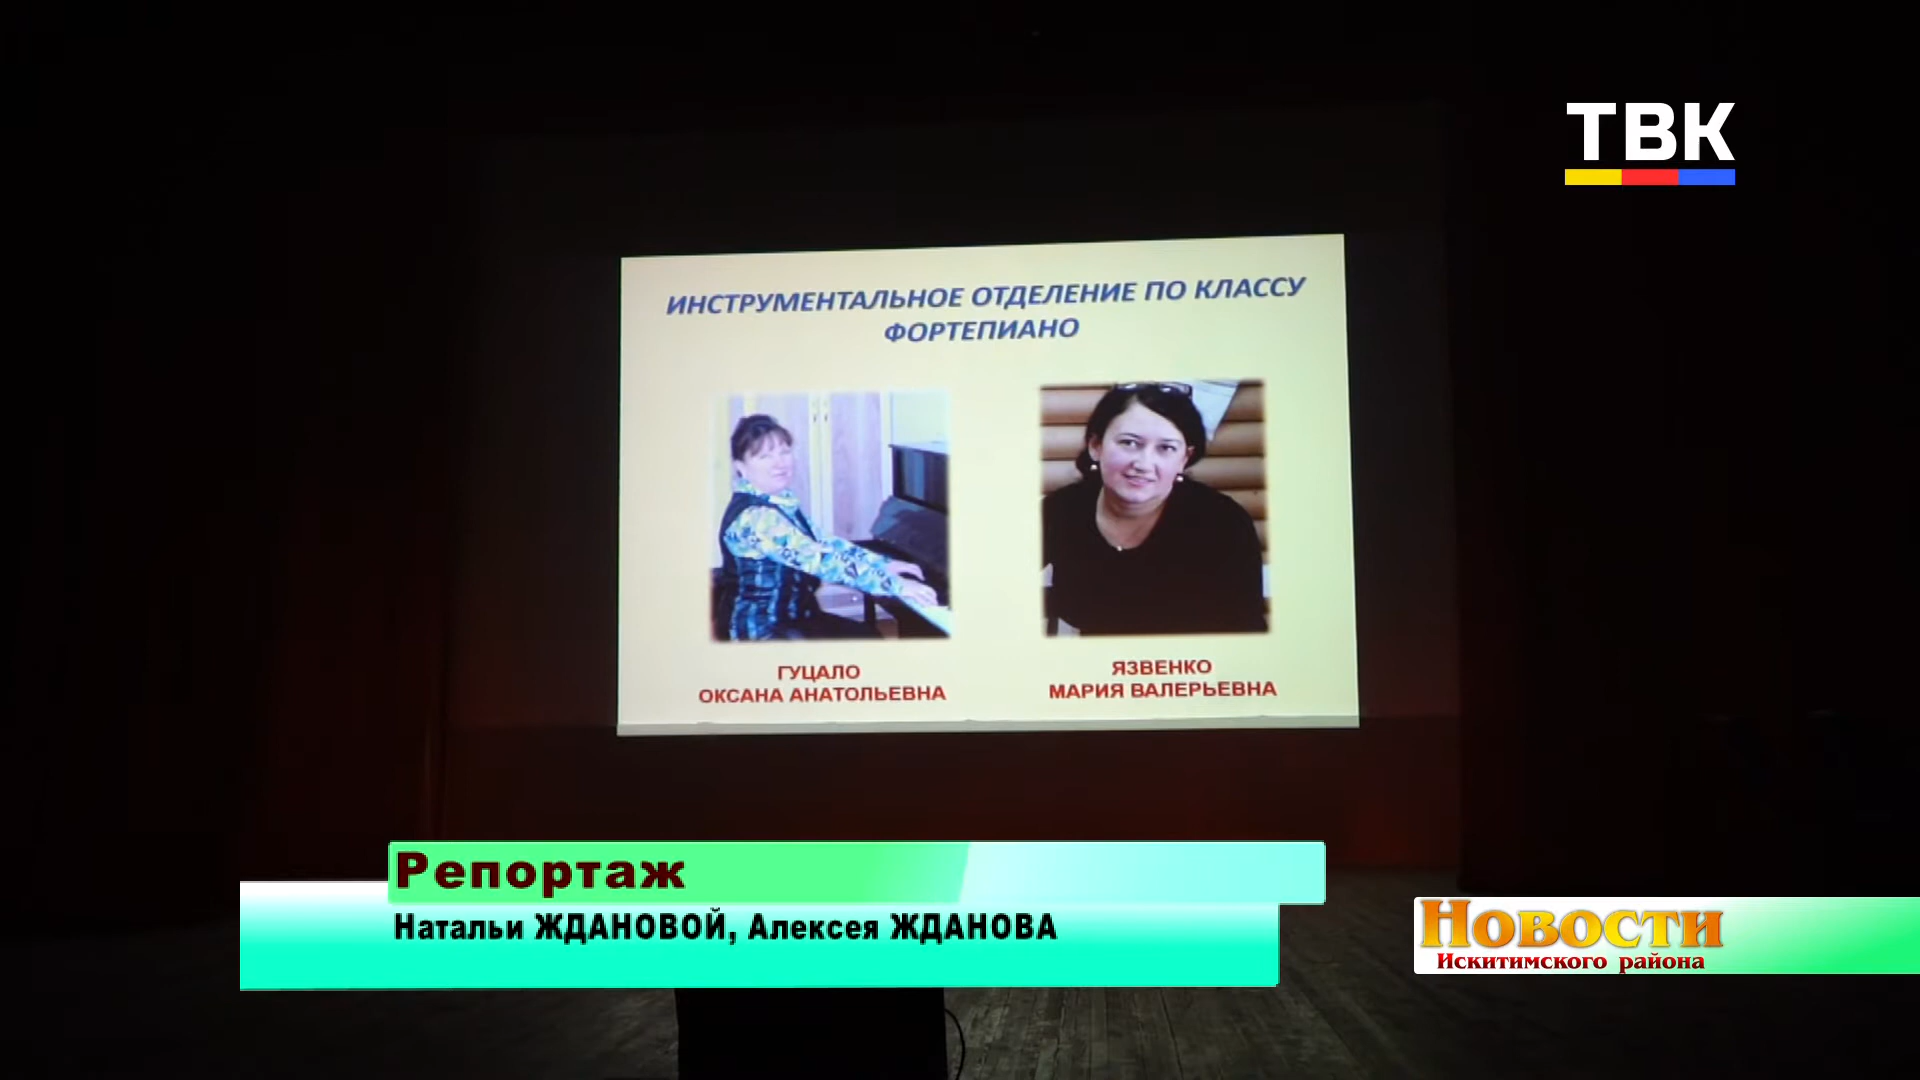 ТВК
ИНСТРУМЕНТАЛЬНОЕ ОТДЕЛЕНИЕ ПО КЛАССУ
ФОРТЕПИАНО
ГУЦАЛО
ОКСАНА АНАТОЛЬЕВНА
ЯЗВЕНКО
МАРИЯ ВАЛЕРЬЕВНА
Репортаж
Натальи ЖДАНОВОЙ, Алексея ЖДАНОВА
Новости
Искитимского района